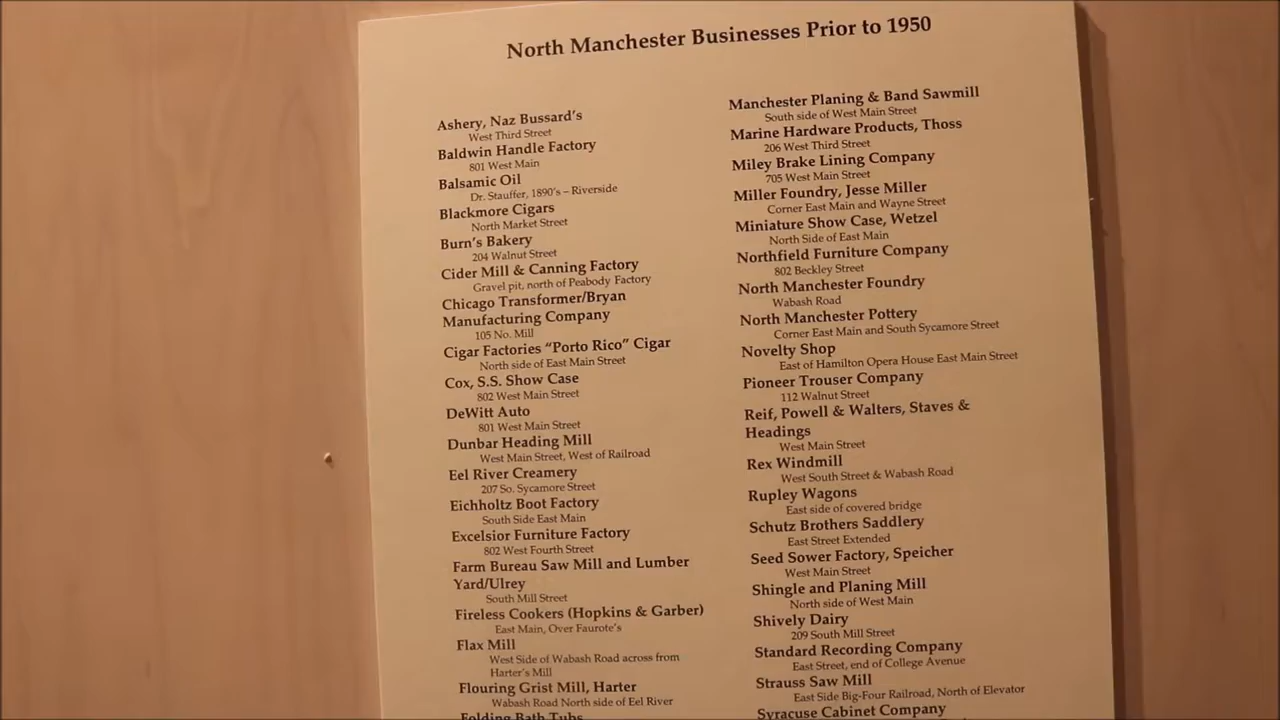 North Manchester Businesses Prior to 1950
Ashery, Naz Bussard's
West Third Street
Baldwin Handle Factory
801 West Main
Balsamic Oil
Dr. Stauffer, 1890's – Riverside
Blackmore Cigars
North Market Street
Burn's Bakery
204 Walnut Street
Cider Mill & Canning Factory
Gravel pit, north of Peabody Factory
Chicago Transformer/Bryan
Manufacturing Company
105 No. Mill
Cigar Factories "Porto Rico" Cigar
North side of East Main Street
Cox, S.S. Show Case
802 West Main Street
DeWitt Auto
801 West Main Street
Dunbar Heading Mill
West Main Street, West of Railroad
Eel River Creamery
207 So. Sycamore Street
Eichholtz Boot Factory
South Side East Main
Excelsior Furniture Factory
802 West Fourth Street
Farm Bureau Saw Mill and Lumber
Yard/Ulrey
South Mill Street
Fireless Cookers (Hopkins & Garber)
East Main, Over Faurote's
Flax Mill
West Side of Wabash Road across from
Harter's Mill
Flouring Grist Mill, Harter
Wabash Road North side of Eel River
Folding Bath Tubs
Manchester Planing & Band Sawmill
South side of West Main Street
Marine Hardware Products, Thoss
206 West Third Street
Miley Brake Lining Company
705 West Main Street
Miller Foundry, Jesse Miller
Corner East Main and Wayne Street
Miniature Show Case, Wetzel
North Side of East Main
Northfield Furniture Company
802 Beckley Street
North Manchester Foundry
Wabash Road
North Manchester Pottery
Corner East Main and South Sycamore Street
Novelty Shop
East of Hamilton Opera House East Main Street
Pioneer Trouser Company
112 Walnut Street
Reif, Powell & Walters, Staves &
Headings
West Main Street
Rex Windmill
West South Street & Wabash Road
Rupley Wagons
East side of covered bridge
Schutz Brothers Saddlery
East Street Extended
Seed Sower Factory, Speicher
West Main Street
Shingle and Planing Mill
North side of West Main
Shively Dairy
209 South Mill Street
Standard Recording Company
East Street, end of College Avenue
Strauss Saw Mill
East Side Big-Four Railroad, North of Elevator
Syracuse Cabinet Company